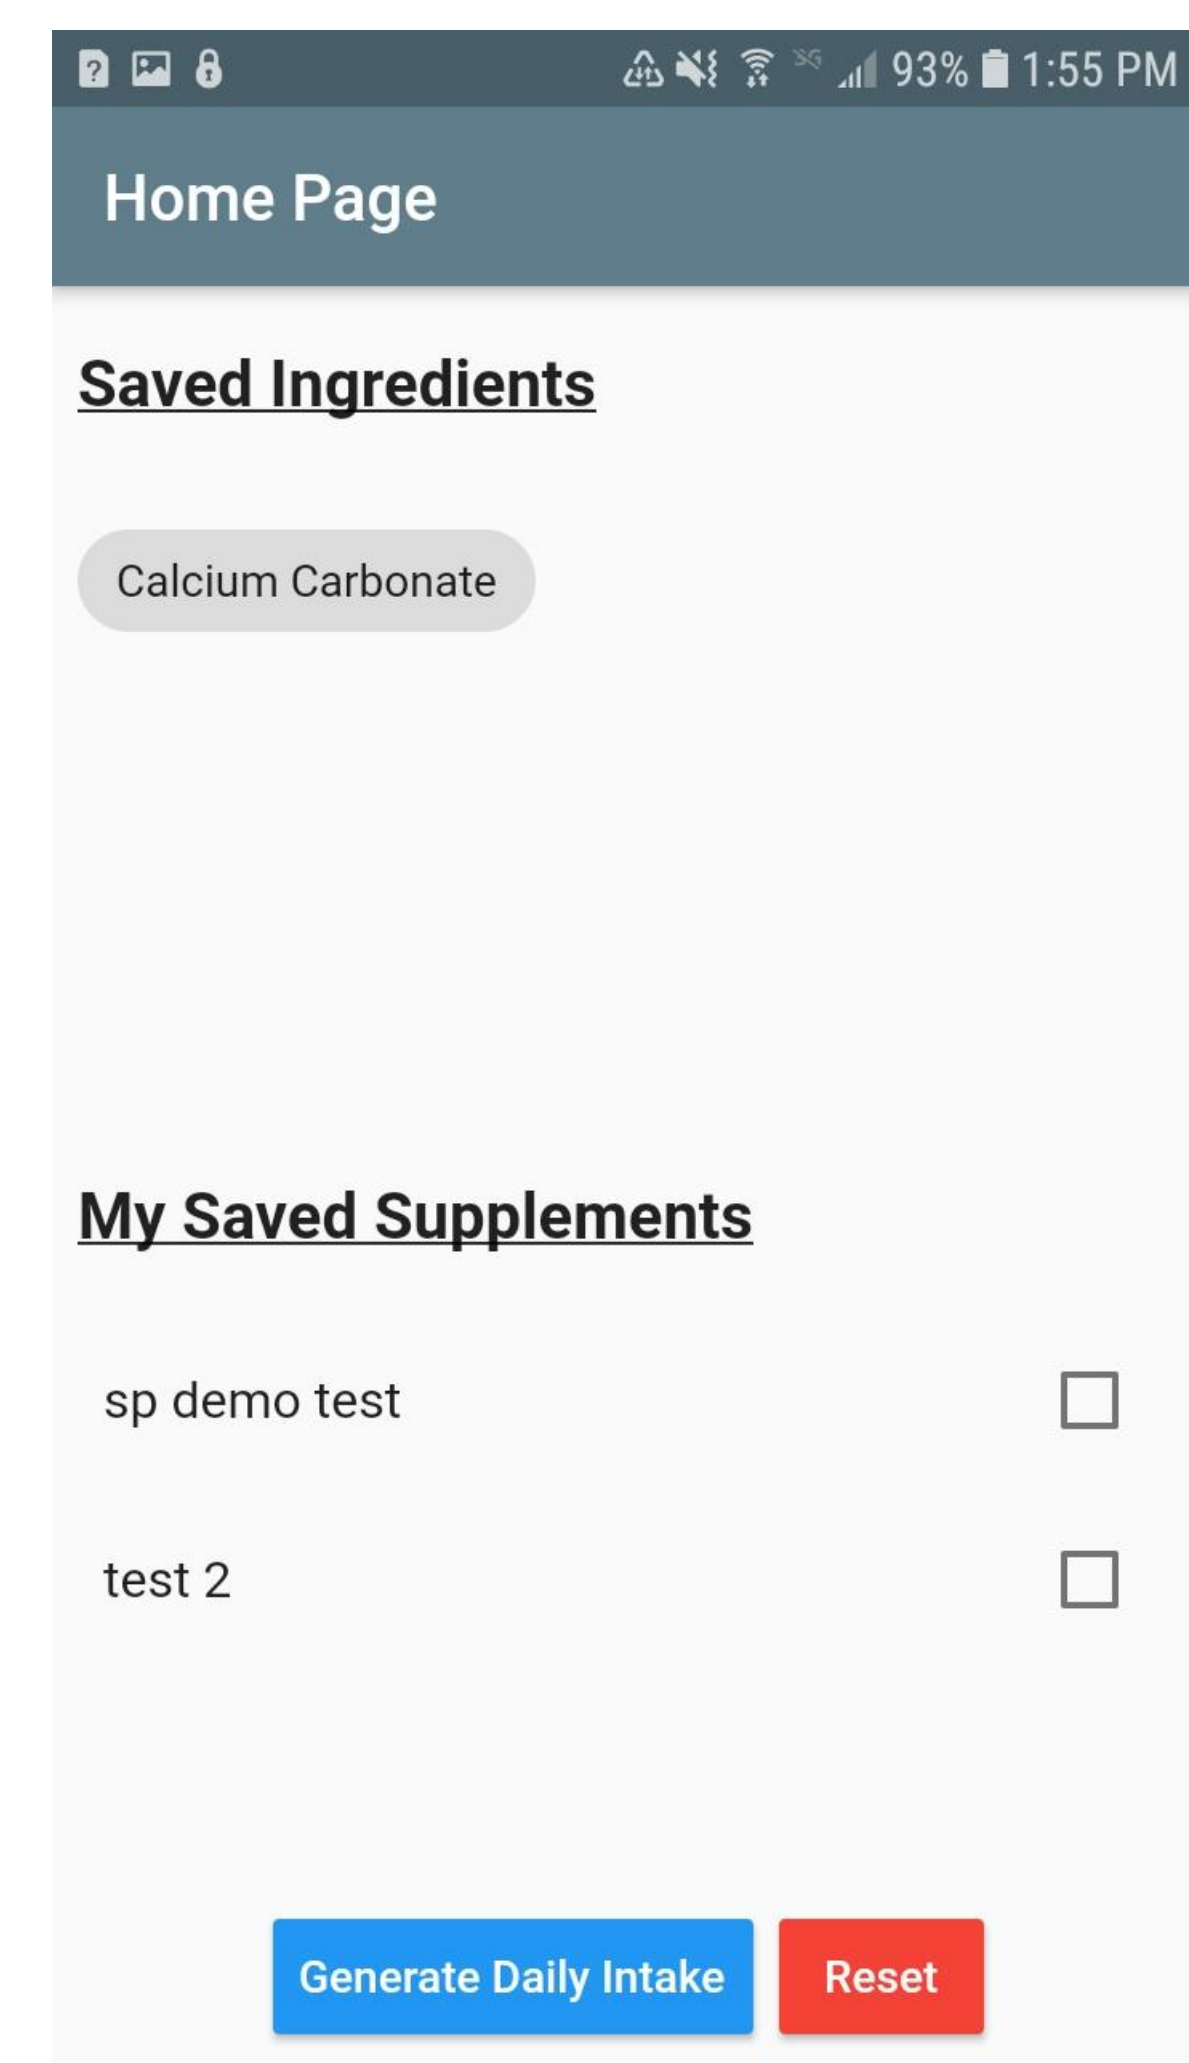 93% 1:55 PM
Home Page
Saved Ingredients
Calcium Carbonate
My Saved Supplements
sp demo test
test 2
Generate Daily Intake
Reset